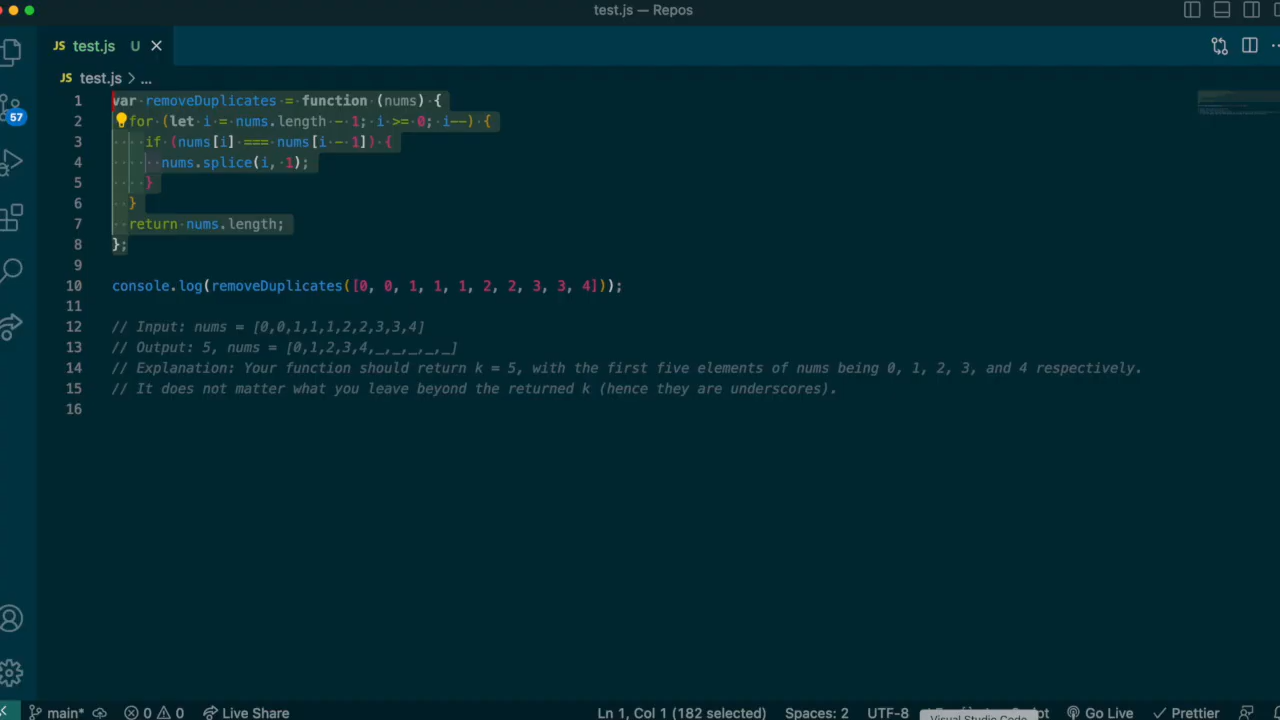 test.js — Repos
JS test.js U
JS test.js > ...
57
1 var removeDuplicates = function (nums) {
2 for (let i = nums.length - 1; i >= 0; i--) {
3 if (nums[i] === nums[i - 1]) {
4 nums.splice(i, 1);
5 }
6 }
7 return nums.length;
8 };
9
10 console.log(removeDuplicates([0, 0, 1, 1, 1, 2, 2, 3, 3, 4]));
11
12 // Input: nums = [0,0,1,1,1,2,2,3,3,4]
13 // Output: 5, nums = [0,1,2,3,4,_,_,_,_,_]
14 // Explanation: Your function should return k = 5, with the first five elements of nums being 0, 1, 2, 3, and 4 respectively.
15 // It does not matter what you leave beyond the returned k (hence they are underscores).
16
main* 0 0 Live Share Ln 1, Col 1 (182 selected) Spaces: 2 UTF-8 Go Live Prettier
Visual Studio Code